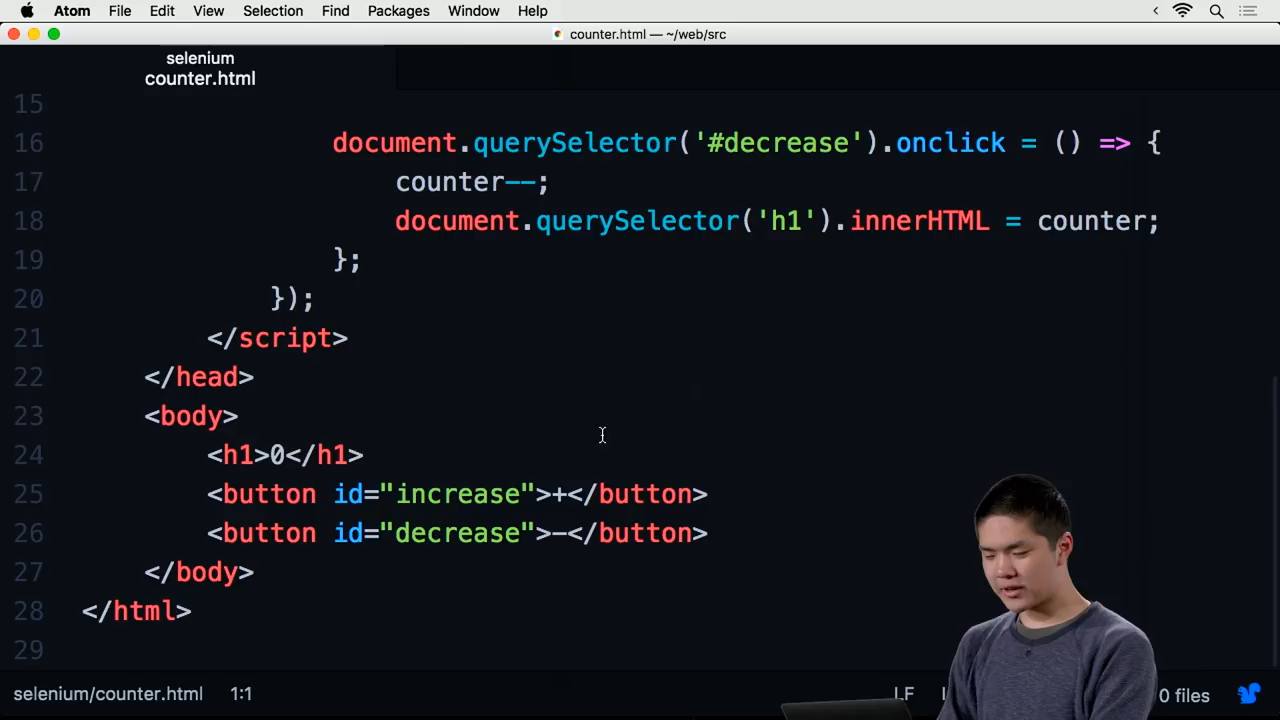 Atom File Edit View Selection Find Packages Window Help
counter.html — ~/web/src
selenium
counter.html
15
16 document.querySelector('#decrease').onclick = () => {
17 counter--;
18 document.querySelector('h1').innerHTML = counter;
19 };
20 });
21 </script>
22 </head>
23 <body>
24 <h1>0</h1>
25 <button id="increase">+</button>
26 <button id="decrease">-</button>
27 </body>
28 </html>
29
selenium/counter.html 1:1 LF 0 files